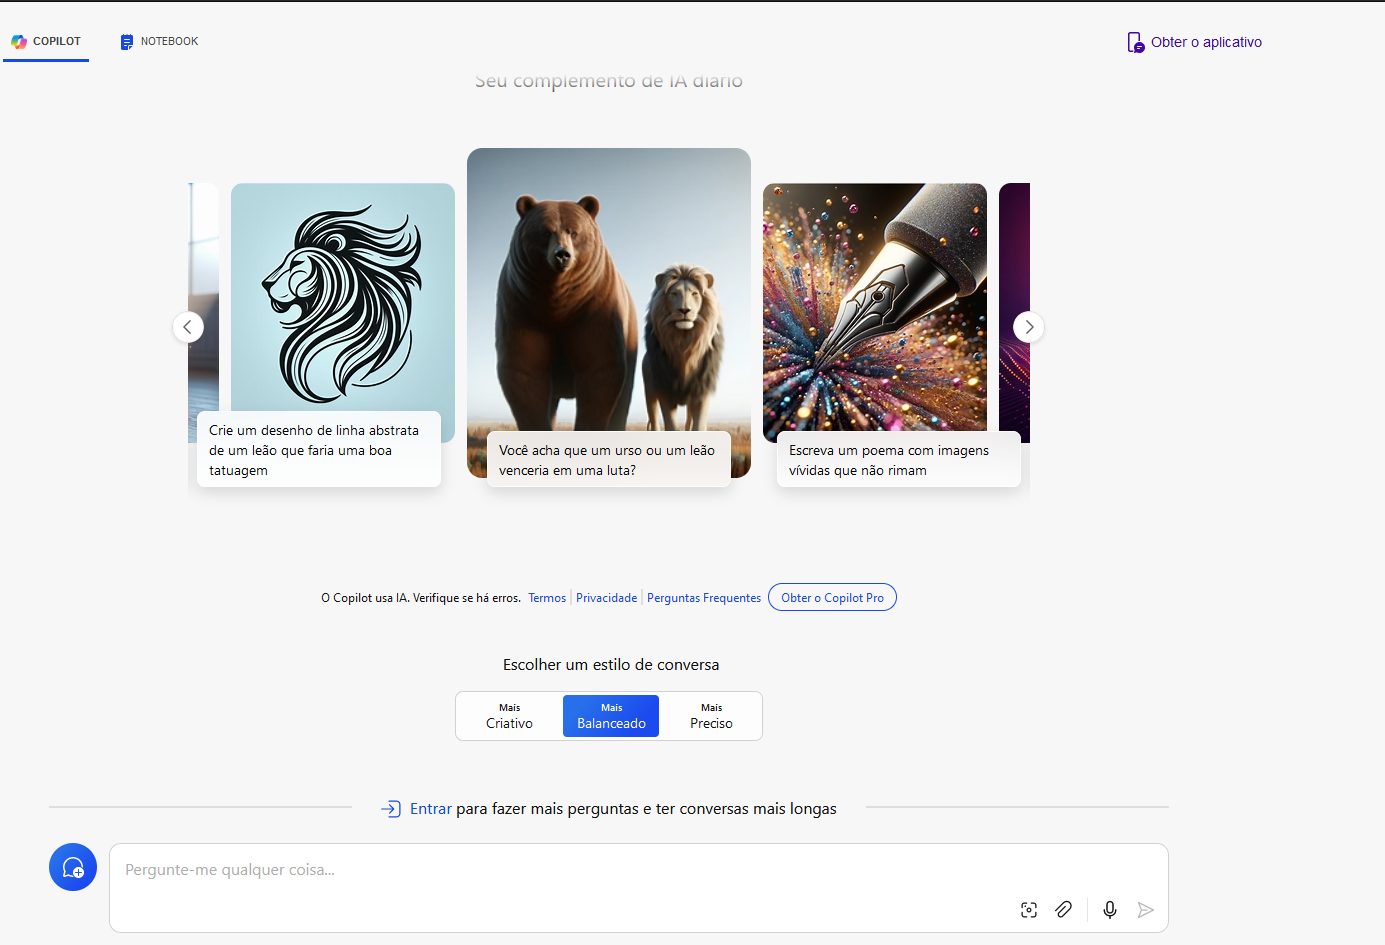 COPILOT
NOTEBOOK
Obter o aplicativo
Seu complemento de IA diário
Crie um desenho de linha abstrata
de um leão que faria uma boa
tatuagem
Você acha que um urso ou um leão
venceria em uma luta?
Escreva um poema com imagens
vívidas que não rimam
O Copilot usa IA. Verifique se há erros. Termos Privacidade Perguntas Frequentes Obter o Copilot Pro
Escolher um estilo de conversa
Mais
Criativo
Mais
Balanceado
Mais
Preciso
Entrar para fazer mais perguntas e ter conversas mais longas
Pergunte-me qualquer coisa...